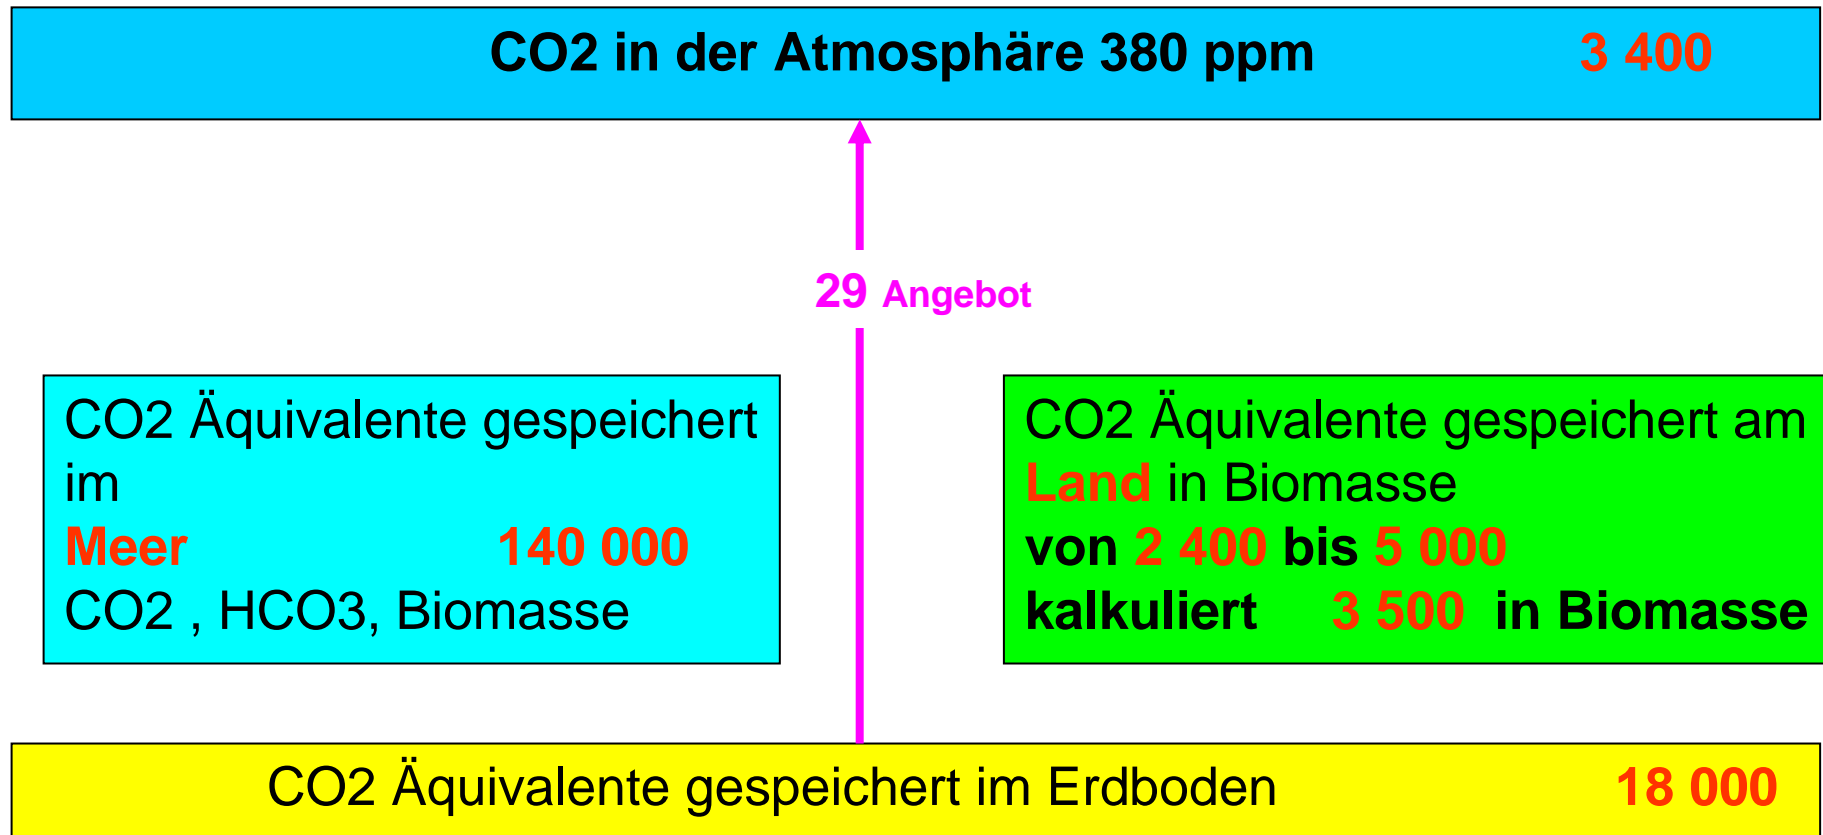 CO2 in der Atmosphäre 380 ppm 3 400
29 Angebot
CO2 Äquivalente gespeichert
im
Meer 140 000
CO2 , HCO3, Biomasse
CO2 Äquivalente gespeichert am
Land in Biomasse
von 2 400 bis 5 000
kalkuliert 3 500 in Biomasse
CO2 Äquivalente gespeichert im Erdboden 18 000